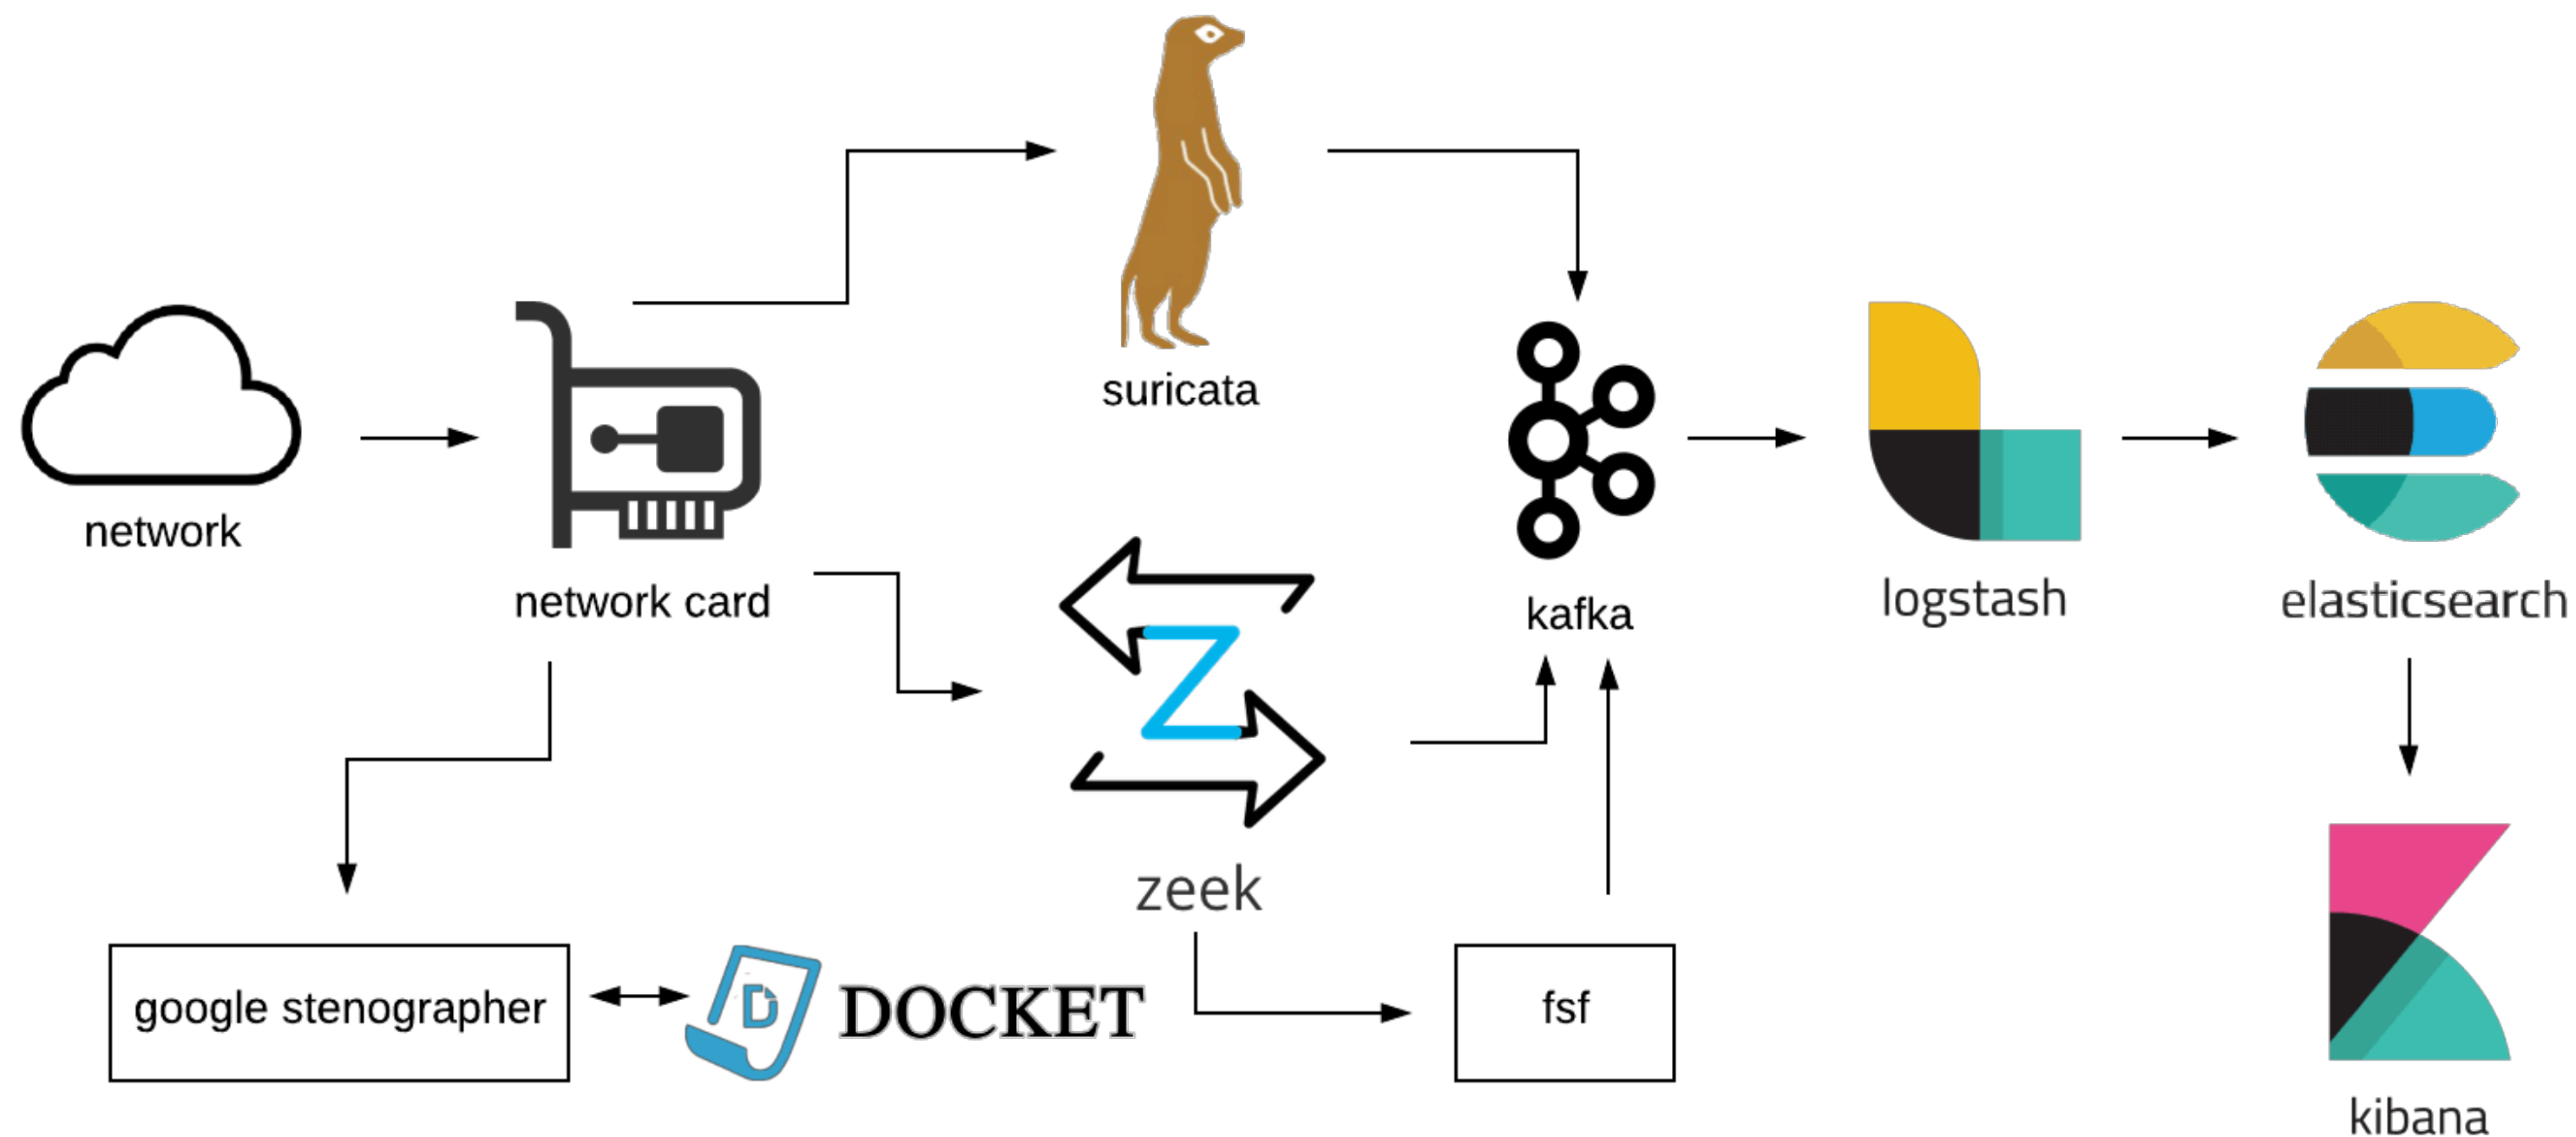 suricata
network
network card
kafka
logstash
elasticsearch
zeek
google stenographer
D
DOCKET
fsf
kibana